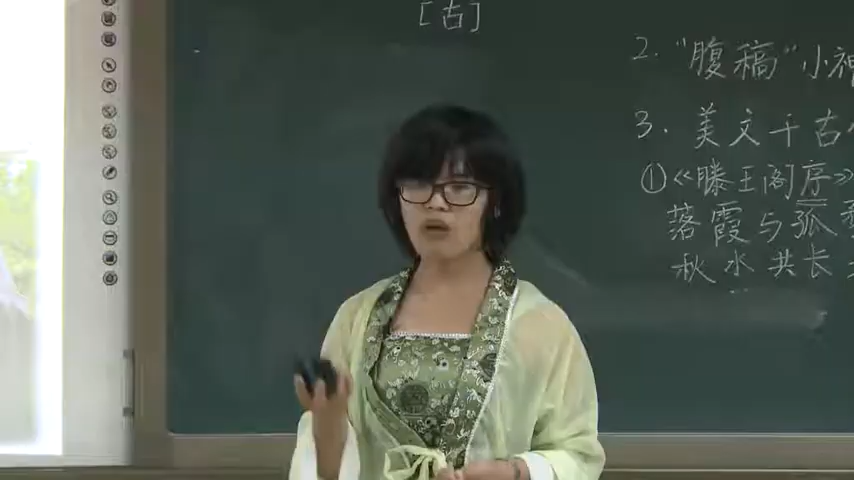 [古]
2. "腹稿"小神
3. 美文千古
①《滕王阁序》
落霞与孤
秋水共长